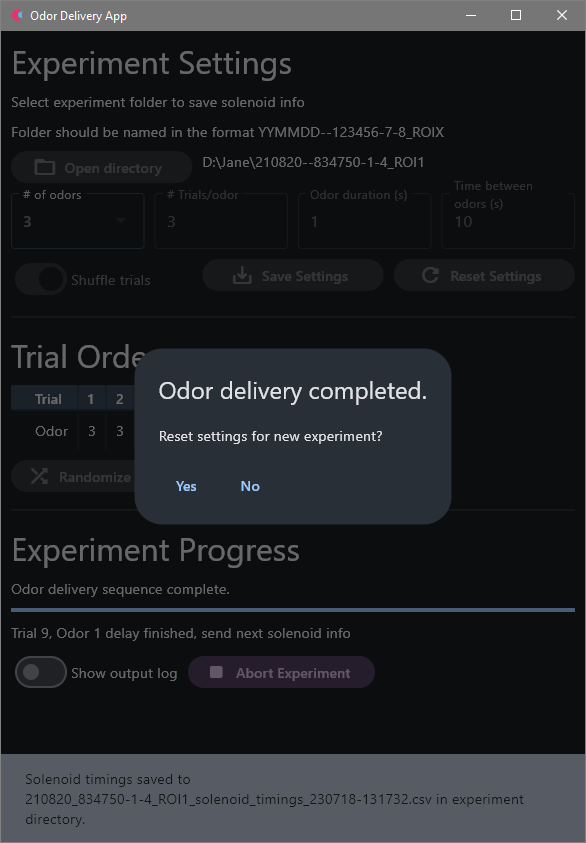 Odor Delivery App
Experiment Settings
Select experiment folder to save solenoid info
Folder should be named in the format YYMMDD--123456-7-8_ROIX
Open directory
D:\Jane\210820--834750-1-4_ROI1
# of odors
3
# Trials/odor
3
Odor duration (s)
1
Time between
odors (s)
10
Shuffle trials
Save Settings
Reset Settings
Trial Orde
Trial 1 2
Odor 3 3
Randomize
Odor delivery completed.
Reset settings for new experiment?
Yes No
Experiment Progress
Odor delivery sequence complete.
Trial 9, Odor 1 delay finished, send next solenoid info
Show output log
Abort Experiment
Solenoid timings saved to
210820_834750-1-4_ROI1_solenoid_timings_230718-131732.csv in experiment
directory.